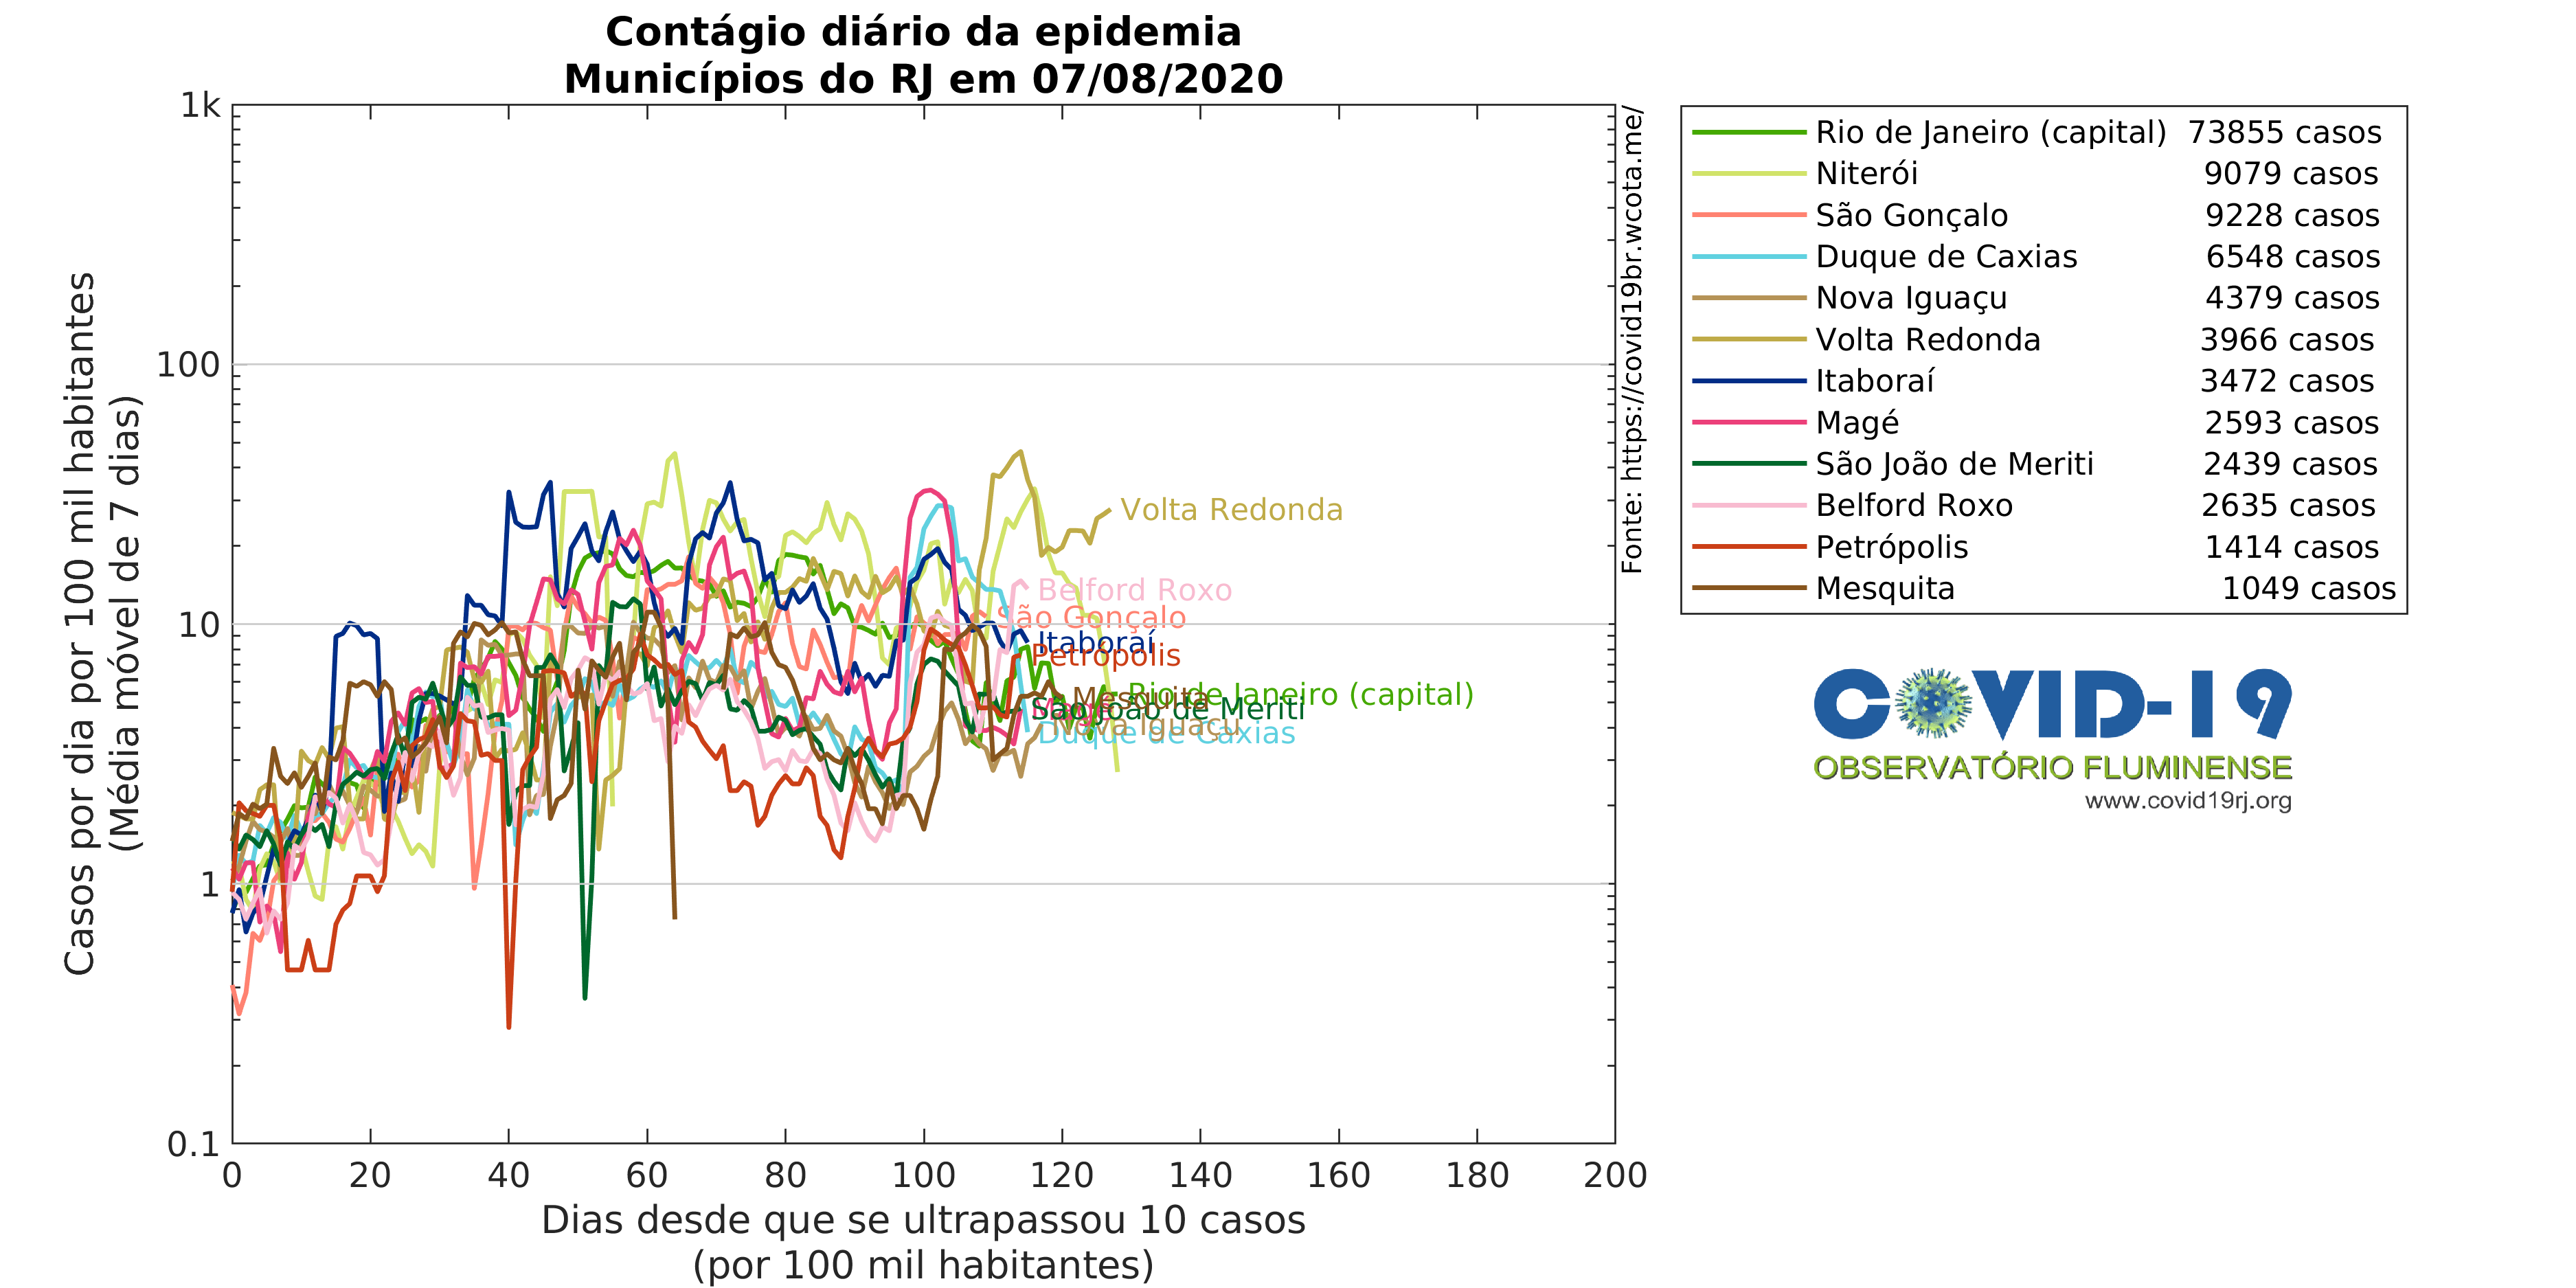 Contágio diário da epidemia
Municípios do RJ em 07/08/2020
Casos por dia por 100 mil habitantes
(Média móvel de 7 dias)
1k
100
10
1
0.1
0 20 40 60 80 100 120 140 160 180 200
Dias desde que se ultrapassou 10 casos
(por 100 mil habitantes)
Volta Redonda
Belford Roxo
São Gonçalo
Itaboraí
Petrópolis
Rio de Janeiro (capital)
Mesquita
São João de Meriti
Nova Iguaçu
Duque de Caxias
Fonte: https://covid19br.wcota.me/
Rio de Janeiro (capital) 73855 casos
Niterói 9079 casos
São Gonçalo 9228 casos
Duque de Caxias 6548 casos
Nova Iguaçu 4379 casos
Volta Redonda 3966 casos
Itaboraí 3472 casos
Magé 2593 casos
São João de Meriti 2439 casos
Belford Roxo 2635 casos
Petrópolis 1414 casos
Mesquita 1049 casos
COVID-19
OBSERVATÓRIO FLUMINENSE
www.covid19rj.org